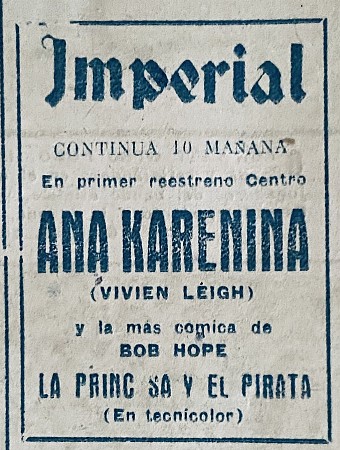 Imperial
CONTINUA 10 MAÑANA
En primer reestreno Centro
ANA KARENINA
(VIVIEN LÉIGH)
y la más comica de
BOB HOPE
LA PRINC SA Y EL PIRATA
(En tecnicolor)